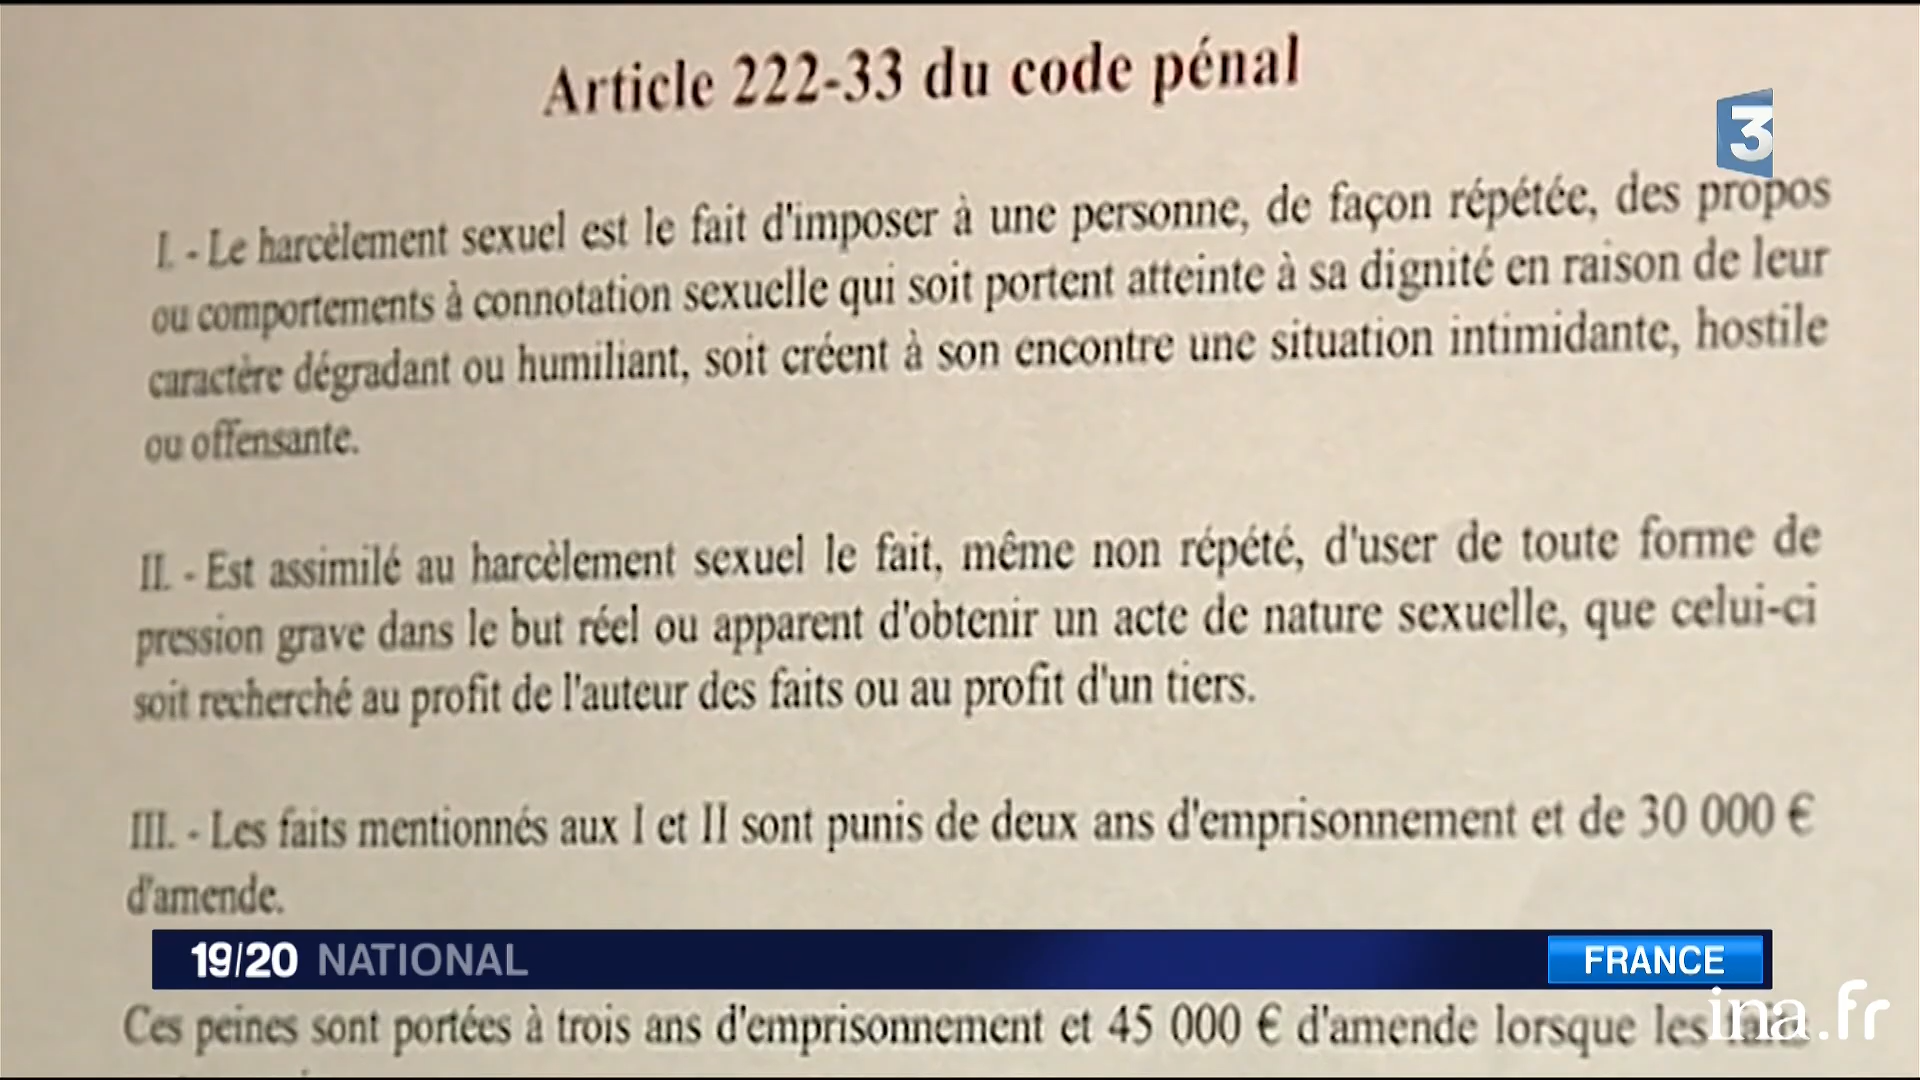 Article 222-33 du code pénal
3
I. - Le harcèlement sexuel est le fait d'imposer à une personne, de façon répétée, des propos
ou comportements à connotation sexuelle qui soit portent atteinte à sa dignité en raison de leur
caractère dégradant ou humiliant, soit créent à son encontre une situation intimidante, hostile
ou offensante.
II. - Est assimilé au harcèlement sexuel le fait, même non répété, d'user de toute forme de
pression grave dans le but réel ou apparent d'obtenir un acte de nature sexuelle, que celui-ci
soit recherché au profit de l'auteur des faits ou au profit d'un tiers.
III. - Les faits mentionnés aux I et II sont punis de deux ans d'emprisonnement et de 30 000 €
d'amende.
19/20 NATIONAL
FRANCE
Ces peines sont portées à trois ans d'emprisonnement et 45 000 € d'amende lorsque les
ina.fr